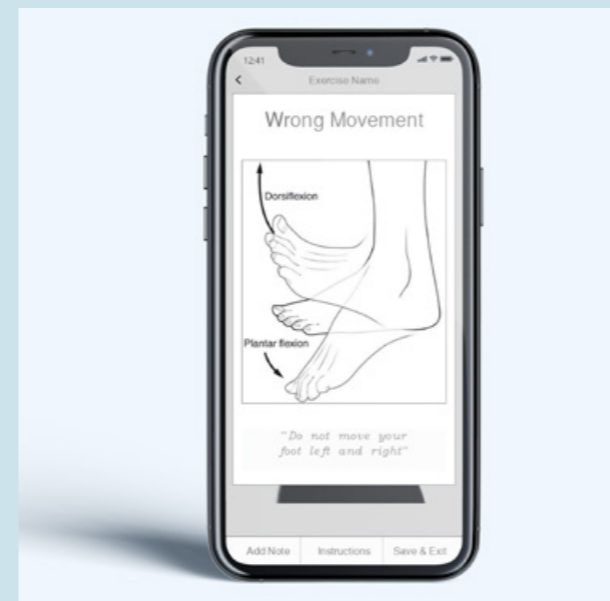 12:41
Exercise Name
Wrong Movement
Dorsiflexion
Plantar flexion
"Do not move your
foot left and right"
Add Note
Instructions
Save & Exit